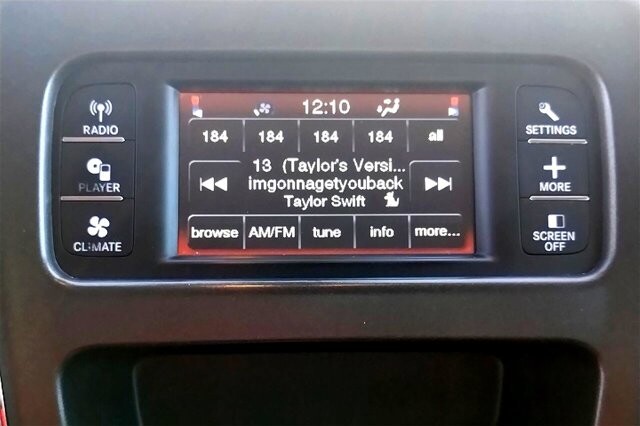 12:10
184 184 184 184 all
13 (Taylor's Versi...
imgonnagetyouback
Taylor Swift
browse AM/FM tune info more...
RADIO
PLAYER
CLIMATE
SETTINGS
MORE
SCREEN
OFF